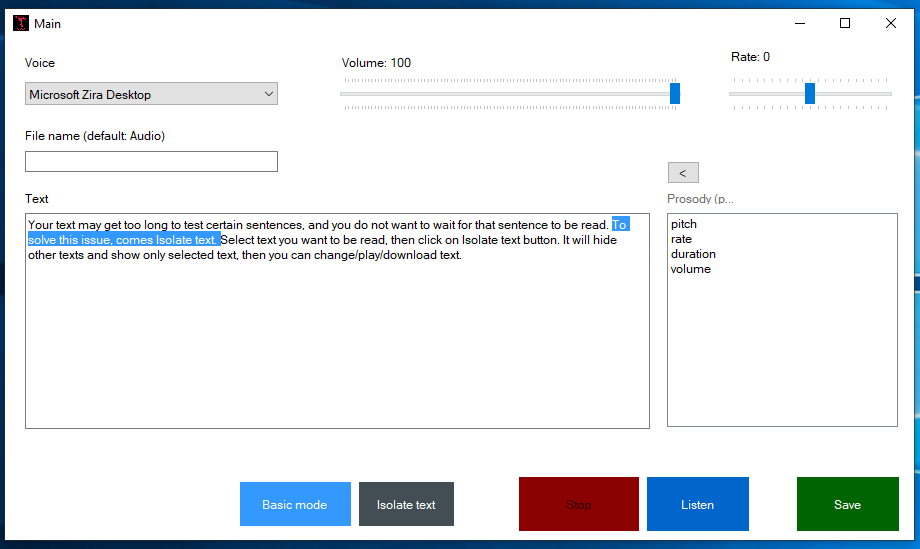 Main
Voice
Volume: 100
Rate: 0
Microsoft Zira Desktop
File name (default: Audio)
<
Text
Prosody (p...
Your text may get too long to test certain sentences, and you do not want to wait for that sentence to be read. To
solve this issue, comes Isolate text. Select text you want to be read, then click on Isolate text button. It will hide
other texts and show only selected text, then you can change/play/download text.
pitch
rate
duration
volume
Basic mode
Isolate text
Stop
Listen
Save